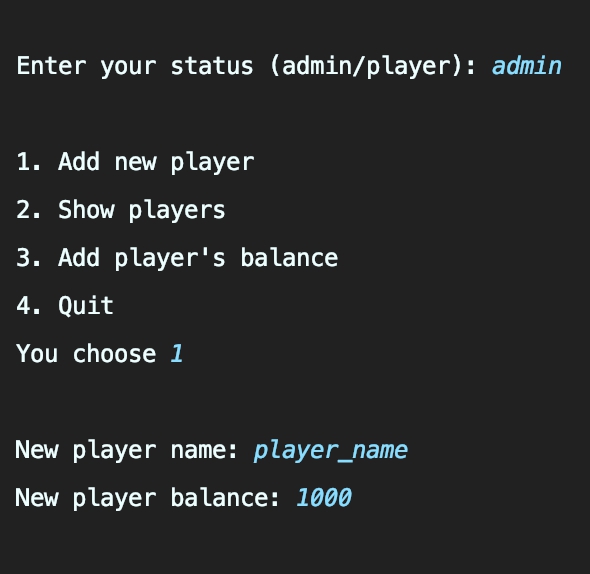 Enter your status (admin/player): admin
1. Add new player
2. Show players
3. Add player's balance
4. Quit
You choose 1
New player name: player_name
New player balance: 1000